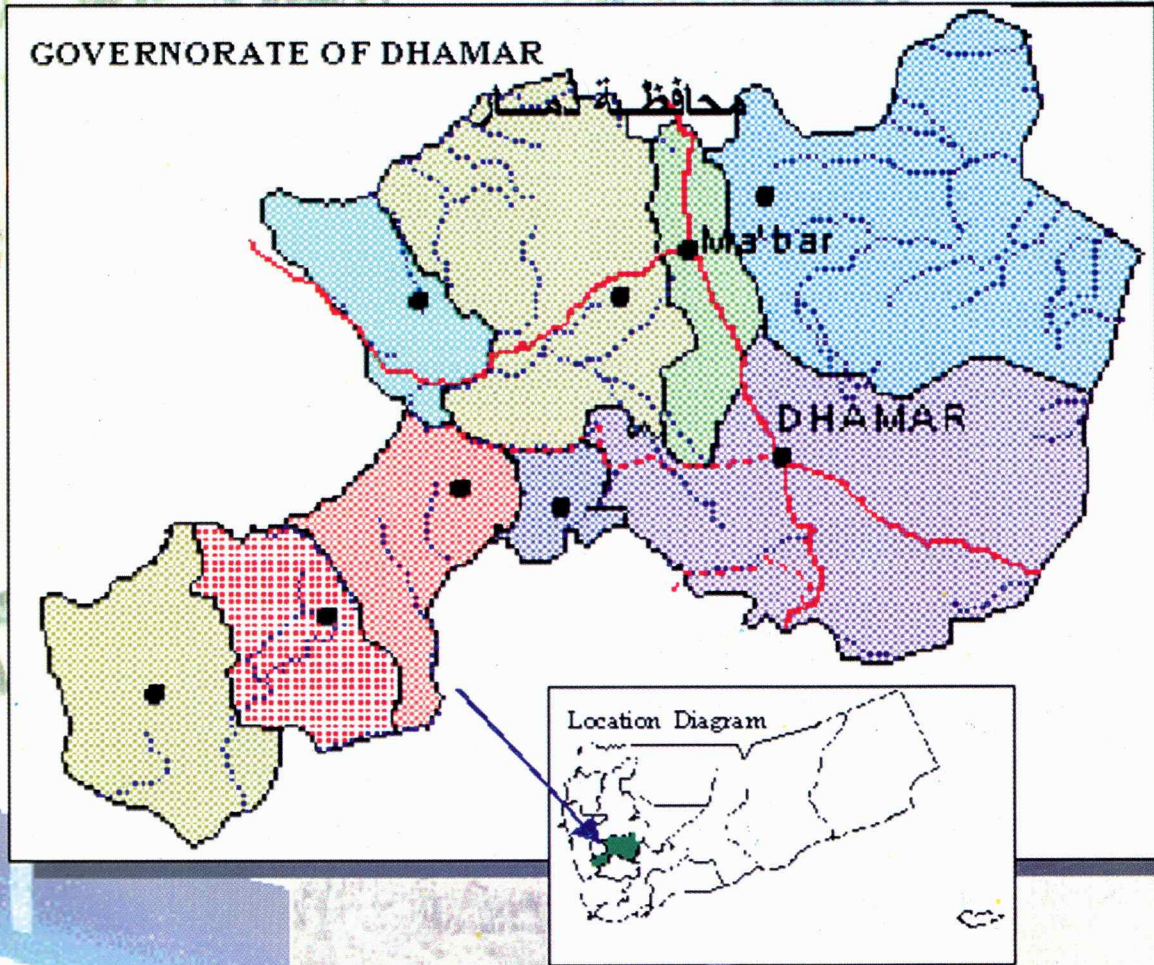 GOVERNORATE OF DHAMAR
محافظة ذمار
Ma'bar
DHAMAR
Location Diagram